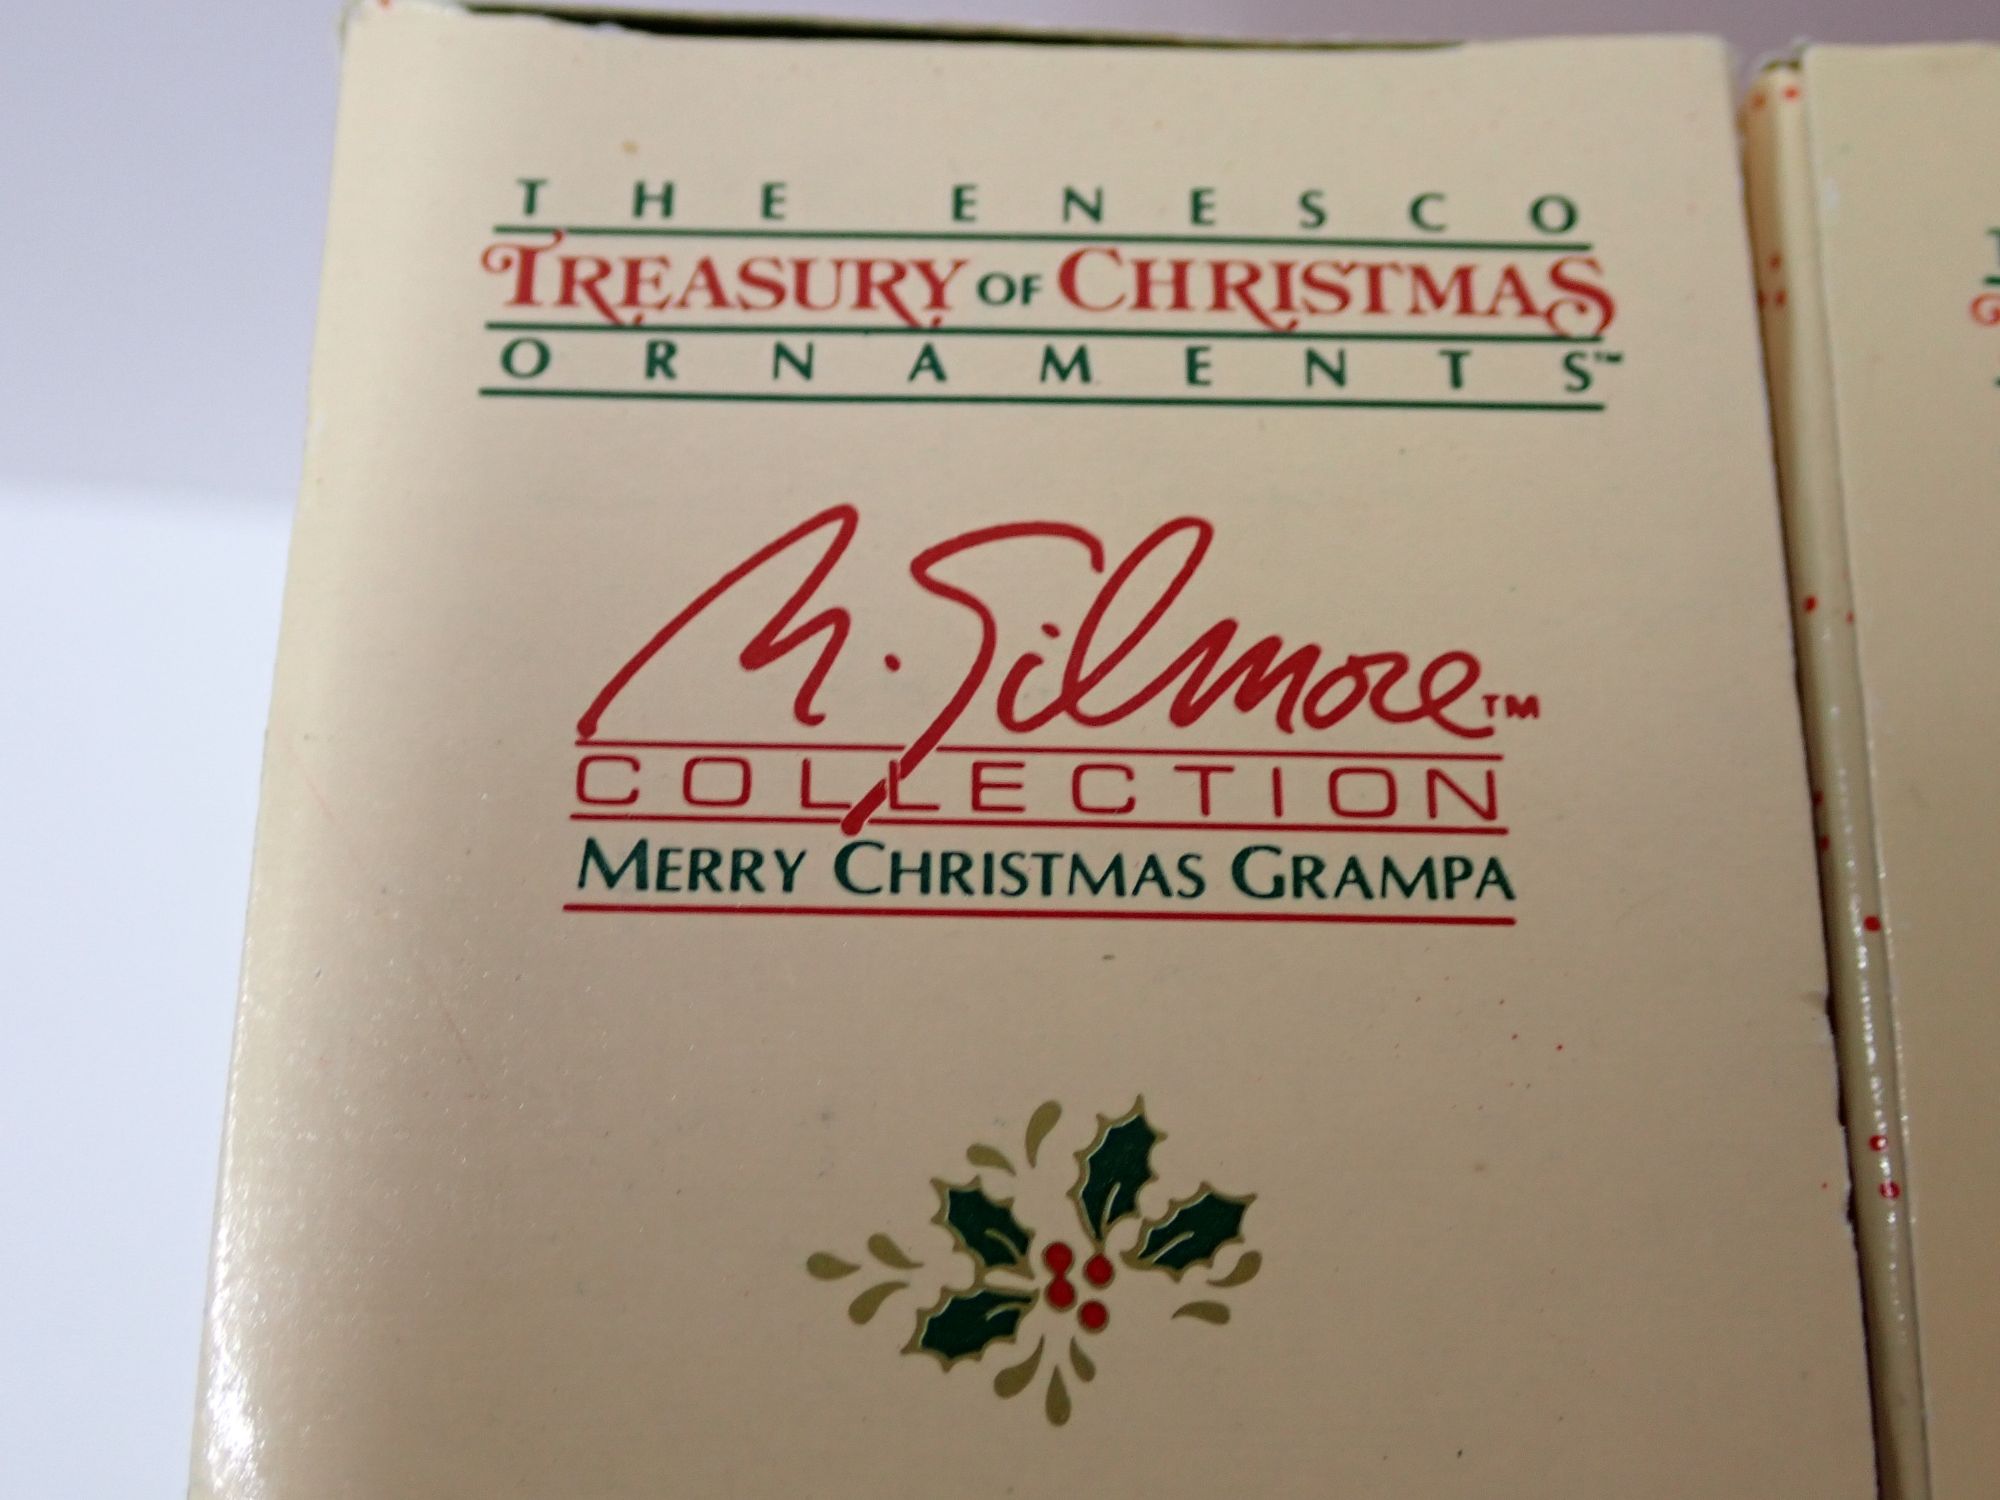 THE ENESCO
TREASURY OF CHRISTMAS
ORNAMENTS™
M. Gilmore™
COLLECTION
MERRY CHRISTMAS GRAMPA